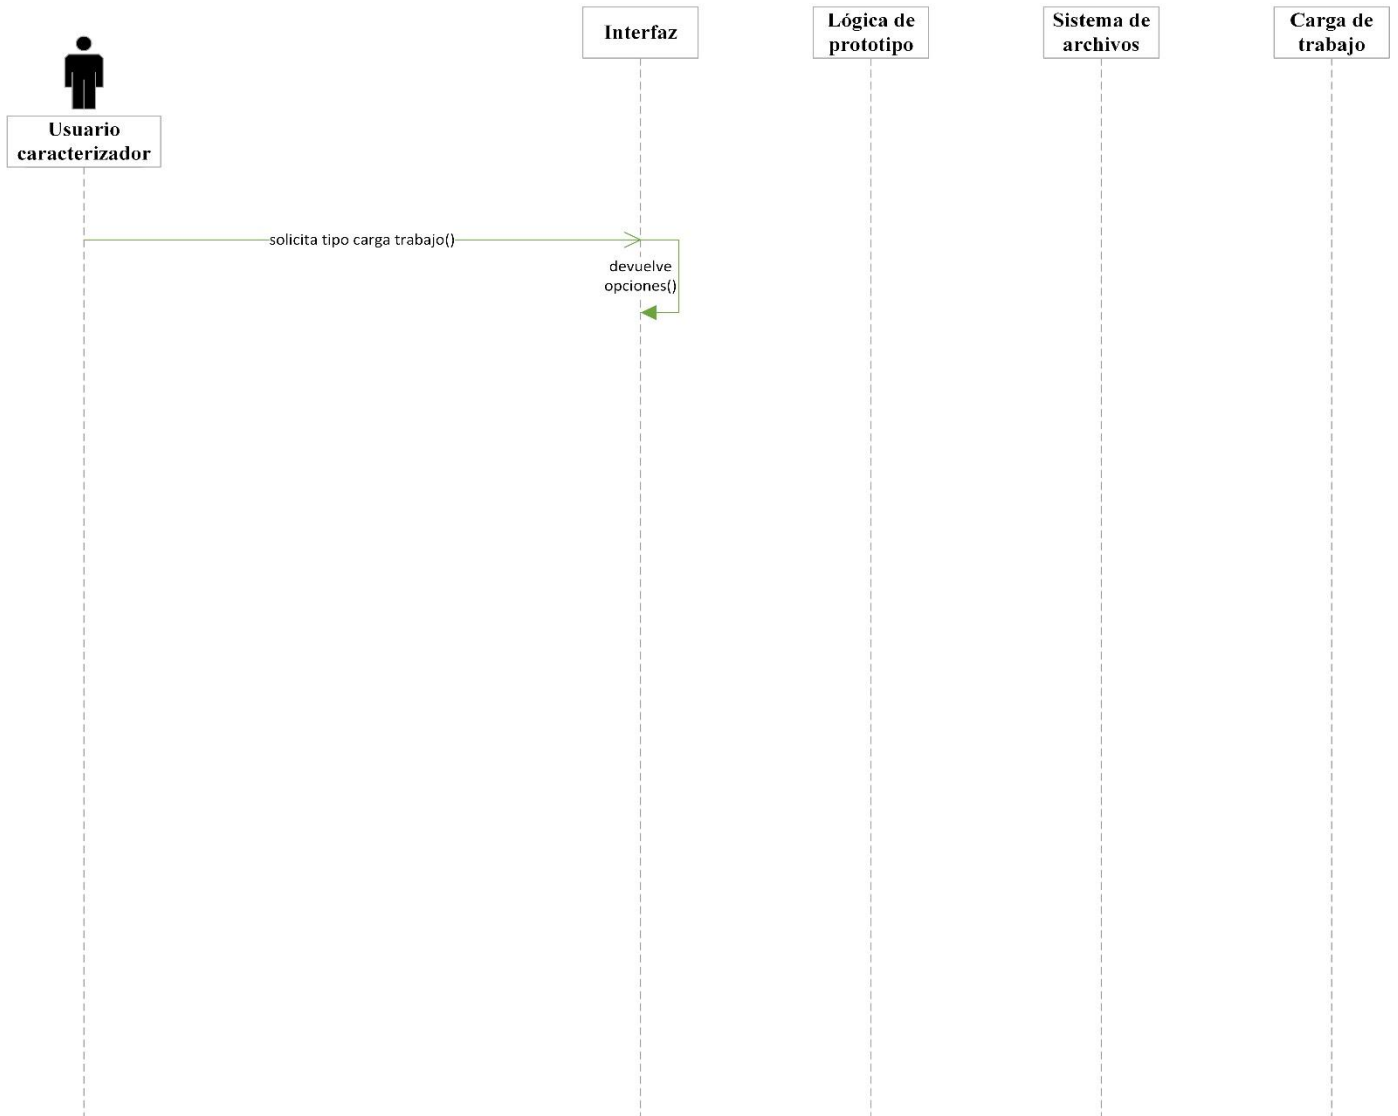 Interfaz
Lógica de
prototipo
Sistema de
archivos
Carga de
trabajo
Usuario
caracterizador
solicita tipo carga trabajo()
devuelve
opciones()